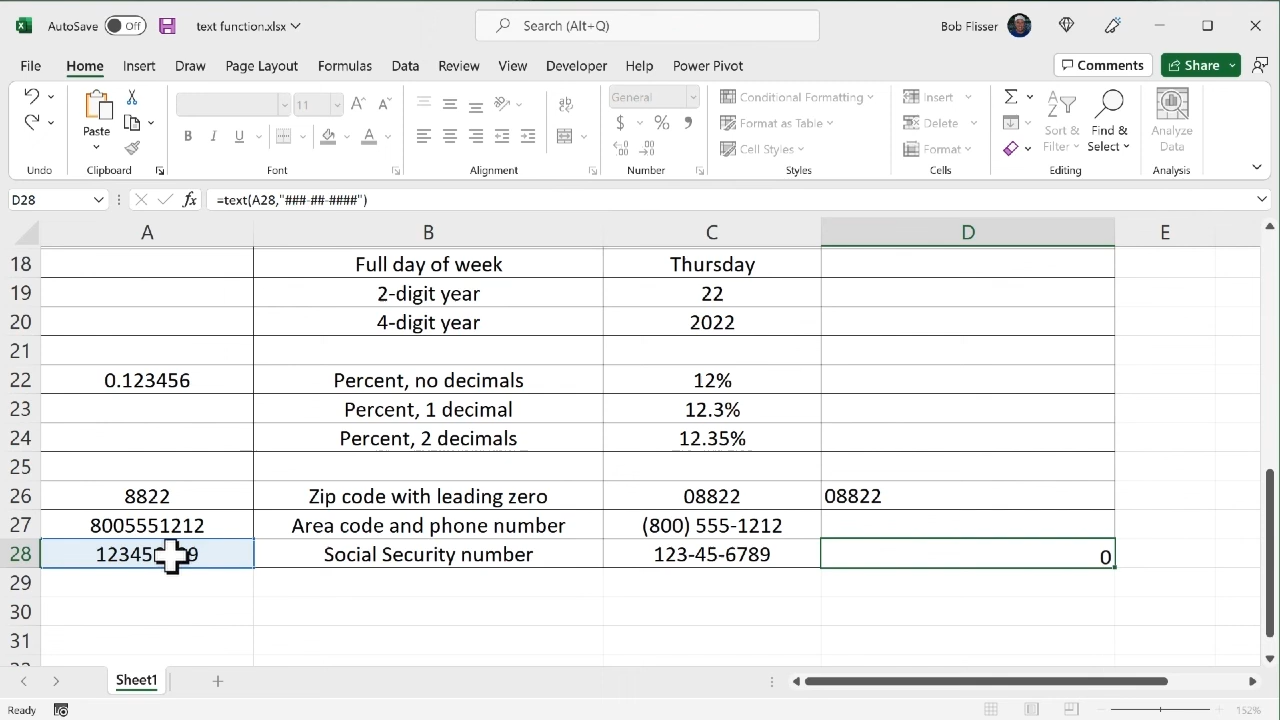 AutoSave Off text function.xlsx Search (Alt+Q) Bob Flisser
File Home Insert Draw Page Layout Formulas Data Review View Developer Help Power Pivot Comments Share
Paste 11 General Conditional Formatting Insert Sort & Find & Analyze
B I U $ % Format as Table Delete Filter Select Data
Cell Styles Format
Undo Clipboard Font Alignment Number Styles Cells Editing Analysis
D28 fx =text(A28,"###-##-####")
A B C D E
18 Full day of week Thursday
19 2-digit year 22
20 4-digit year 2022
21
22 0.123456 Percent, no decimals 12%
23 Percent, 1 decimal 12.3%
24 Percent, 2 decimals 12.35%
25
26 8822 Zip code with leading zero 08822 08822
27 8005551212 Area code and phone number (800) 555-1212
28 Social Security number 123-45-6789 0
29
30
31
Sheet1
Ready 152%